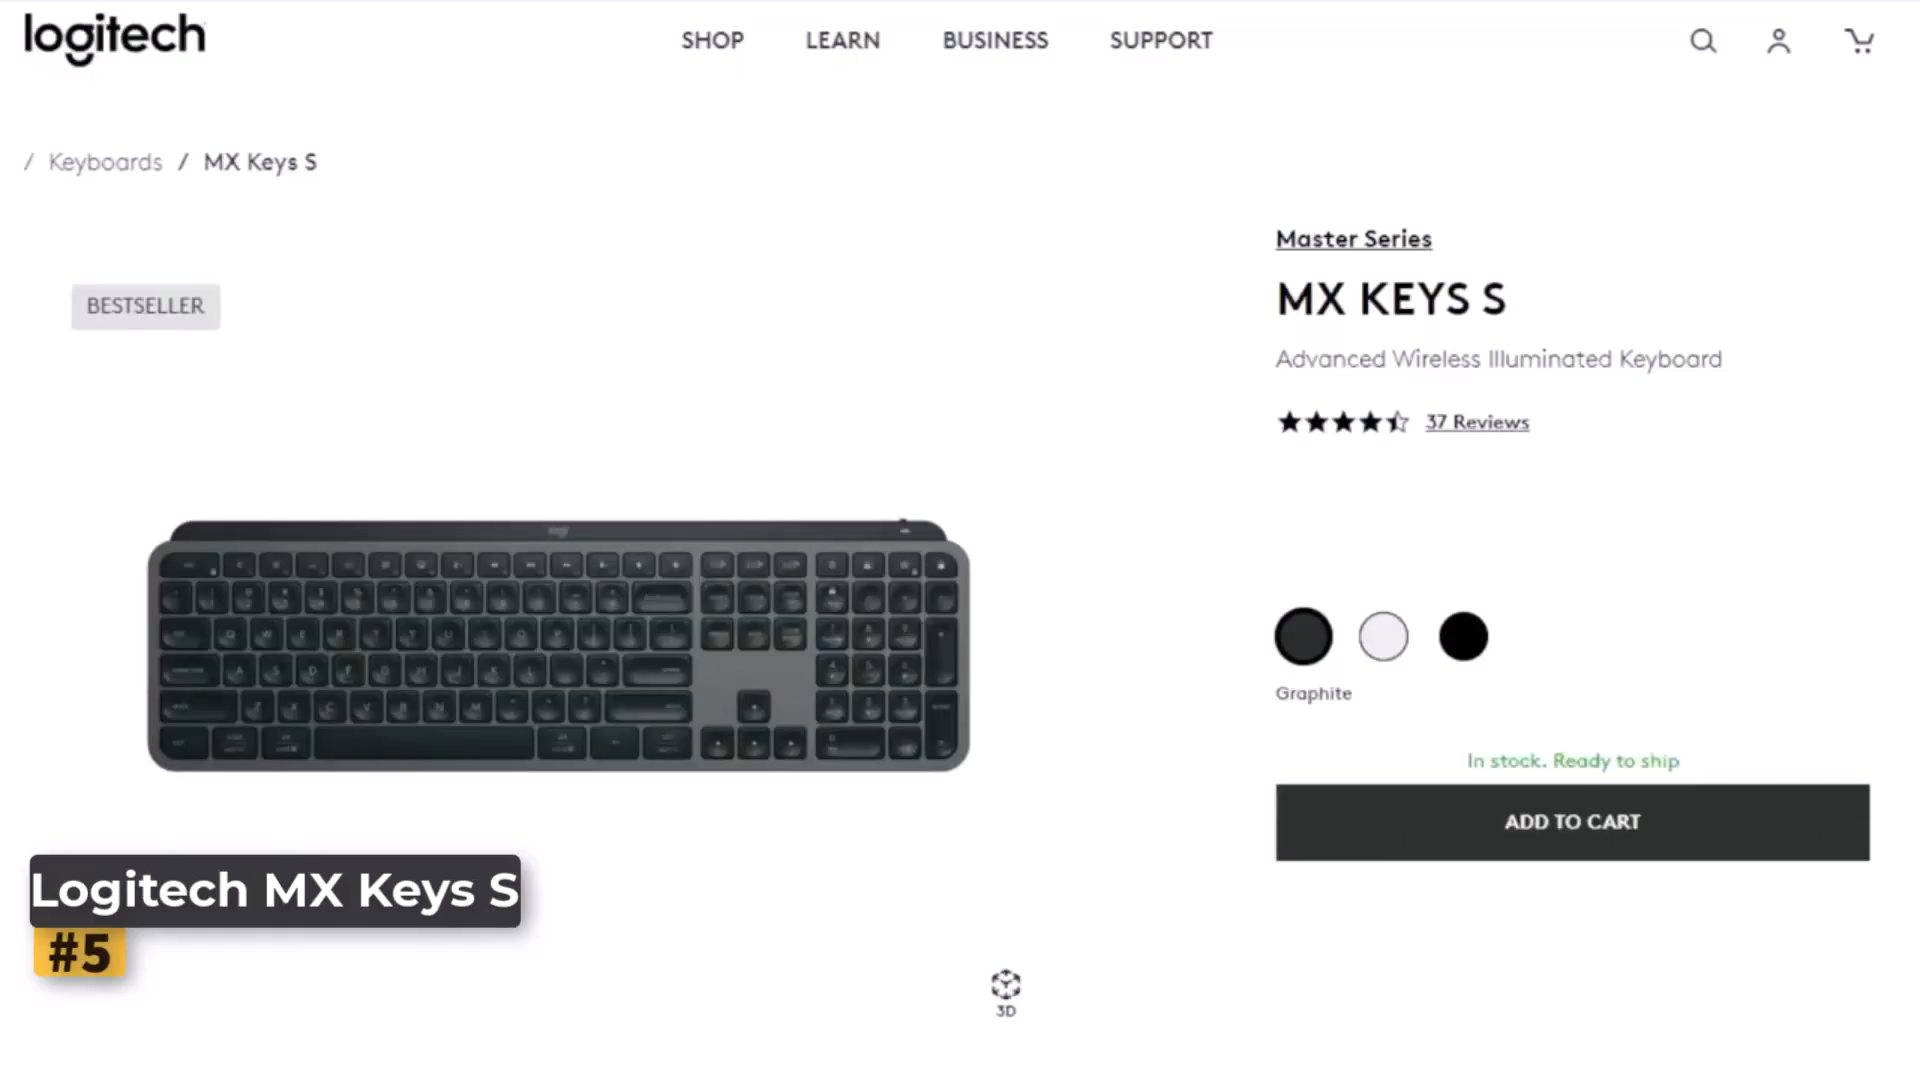 logitech
SHOP LEARN BUSINESS SUPPORT
/ Keyboards / MX Keys S
BESTSELLER
Master Series
MX KEYS S
Advanced Wireless Illuminated Keyboard
37 Reviews
Graphite
In stock. Ready to ship
ADD TO CART
Logitech MX Keys S
#5
3D